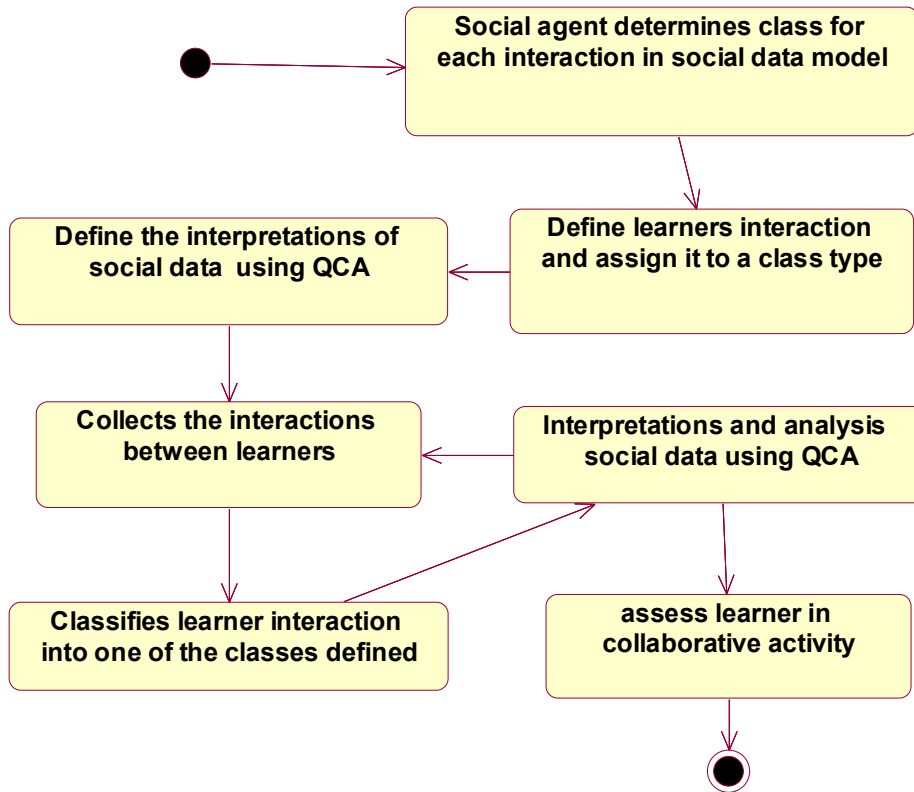 Social agent determines class for
each interaction in social data model
Define the interpretations of
social data using QCA
Define learners interaction
and assign it to a class type
Collects the interactions
between learners
Interpretations and analysis
social data using QCA
Classifies learner interaction
into one of the classes defined
assess learner in
collaborative activity